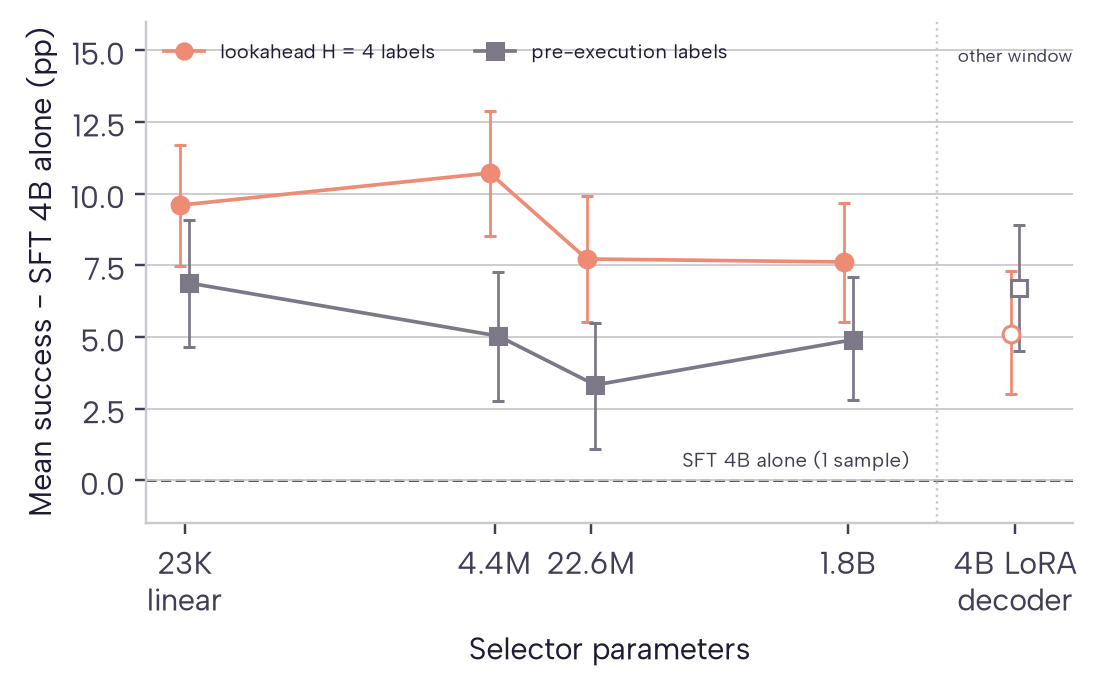 Mean success − SFT 4B alone (pp)
15.0
12.5
10.0
7.5
5.0
2.5
0.0
lookahead H = 4 labels
pre-execution labels
other window
SFT 4B alone (1 sample)
23K
linear
4.4M
22.6M
1.8B
4B LoRA
decoder
Selector parameters